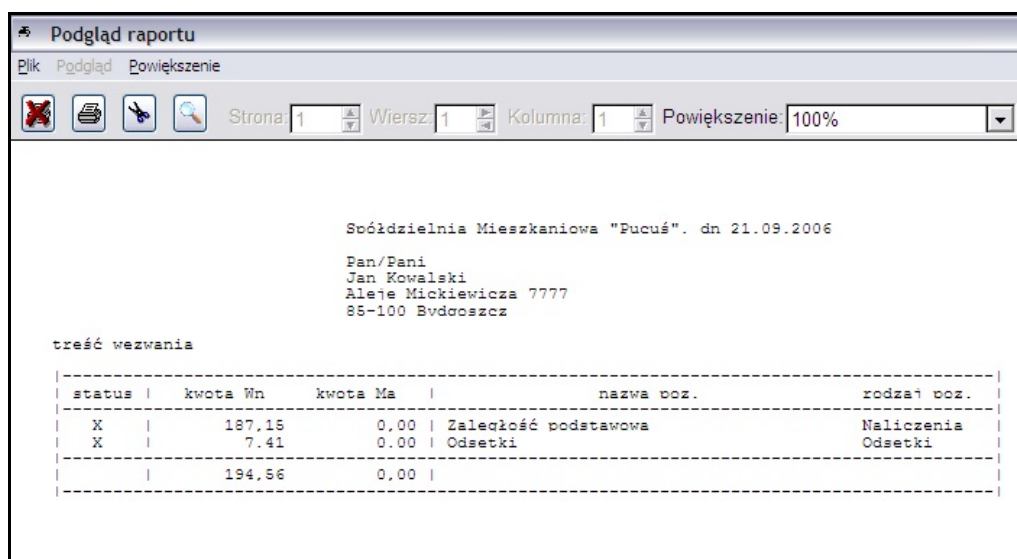 Podgląd raportu
Plik Podgląd Powiększenie
Strona: 1 Wiersz: 1 Kolumna: 1 Powiększenie: 100%
Spółdzielnia Mieszkaniowa "Pucuś". dn 21.09.2006
Pan/Pani
Jan Kowalski
Aleje Mickiewicza 7777
85-100 Bydgoszcz
treść wezwania
status | kwota Wn kwota Ma | nazwa poz. rodzaj poz.
X | 187,15 0,00 | Zaległość podstawowa Naliczenia
X | 7.41 0.00 | Odsetki Odsetki
| 194,56 0,00 |